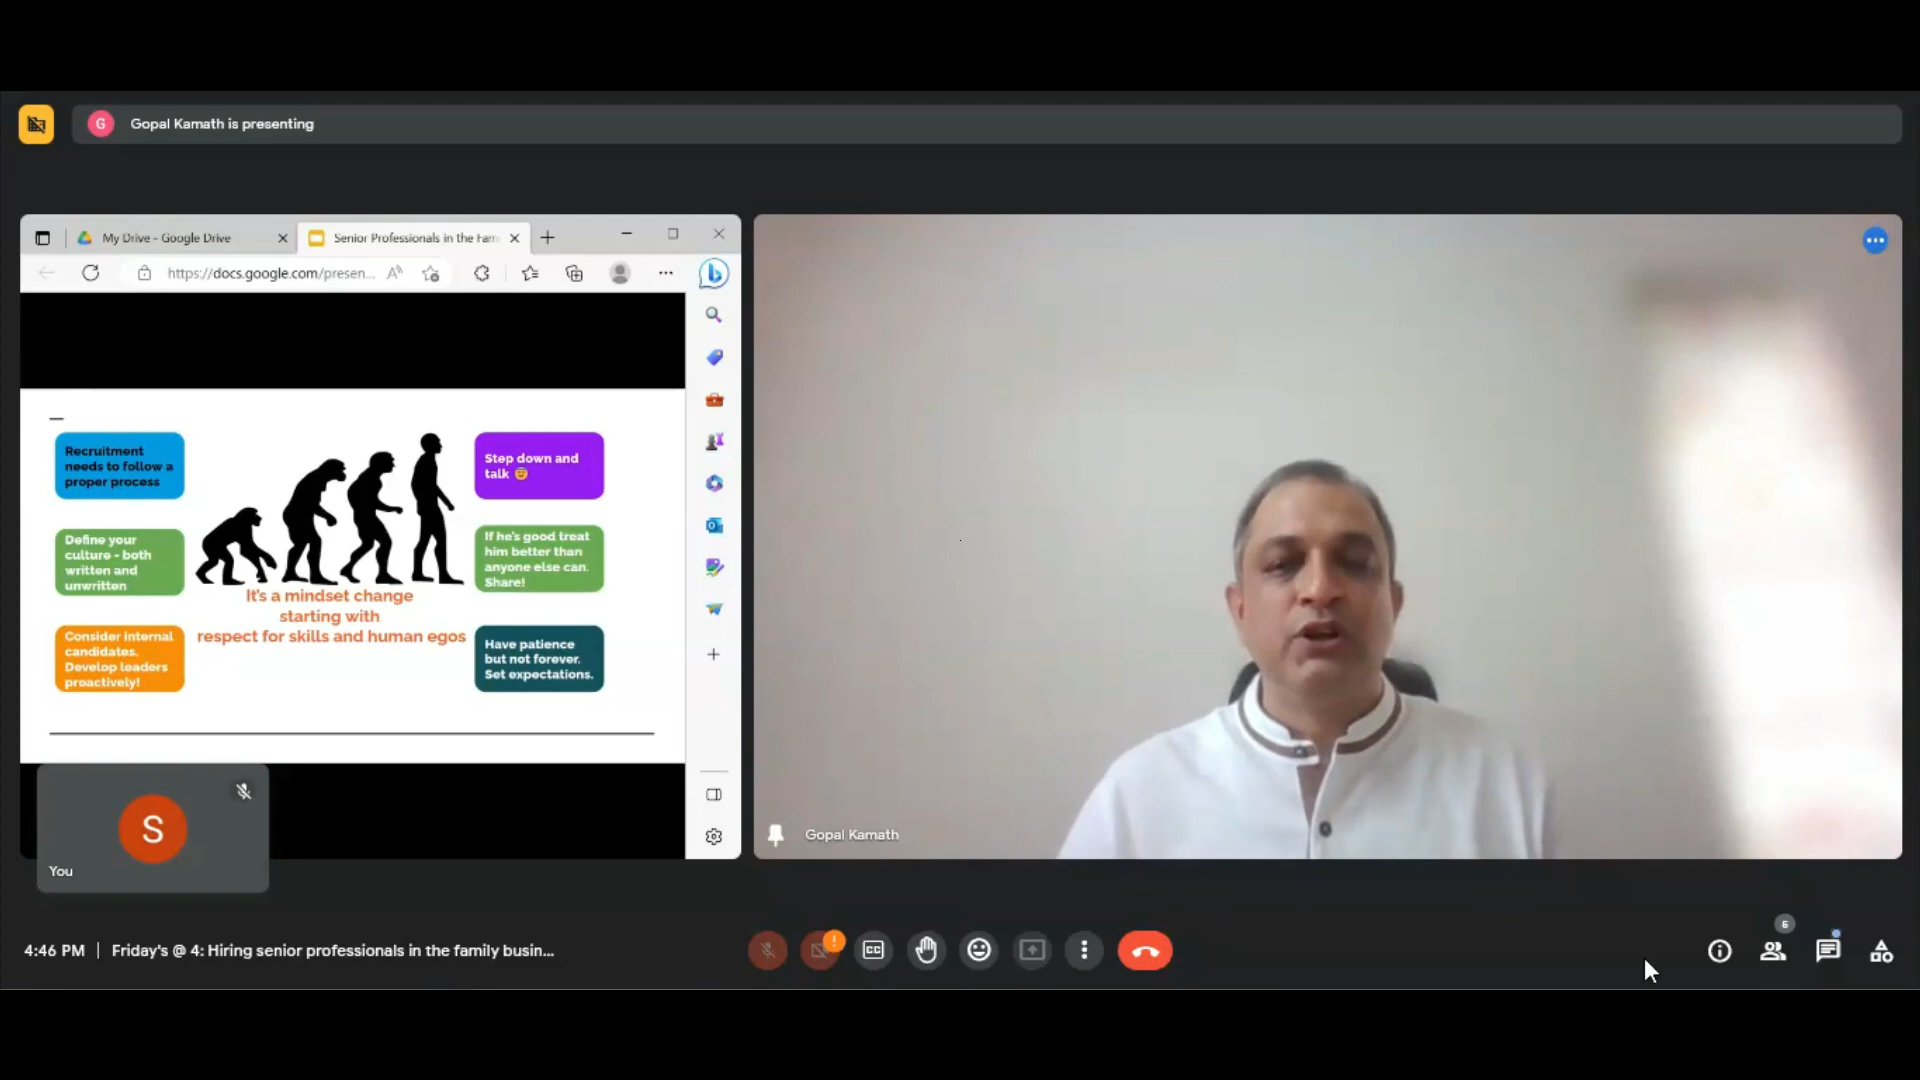 G Gopal Kamath is presenting
My Drive - Google Drive
Senior Professionals in the Fam
https://docs.google.com/presen...
Recruitment
needs to follow a
proper process
Define your
culture - both
written and
unwritten
Consider internal
candidates.
Develop leaders
proactively!
It's a mindset change
starting with
respect for skills and human egos
Step down and
talk 😇
If he's good treat
him better than
anyone else can.
Share!
Have patience
but not forever.
Set expectations.
S
You
Gopal Kamath
4:46 PM | Friday's @ 4: Hiring senior professionals in the family busin...
CC
6